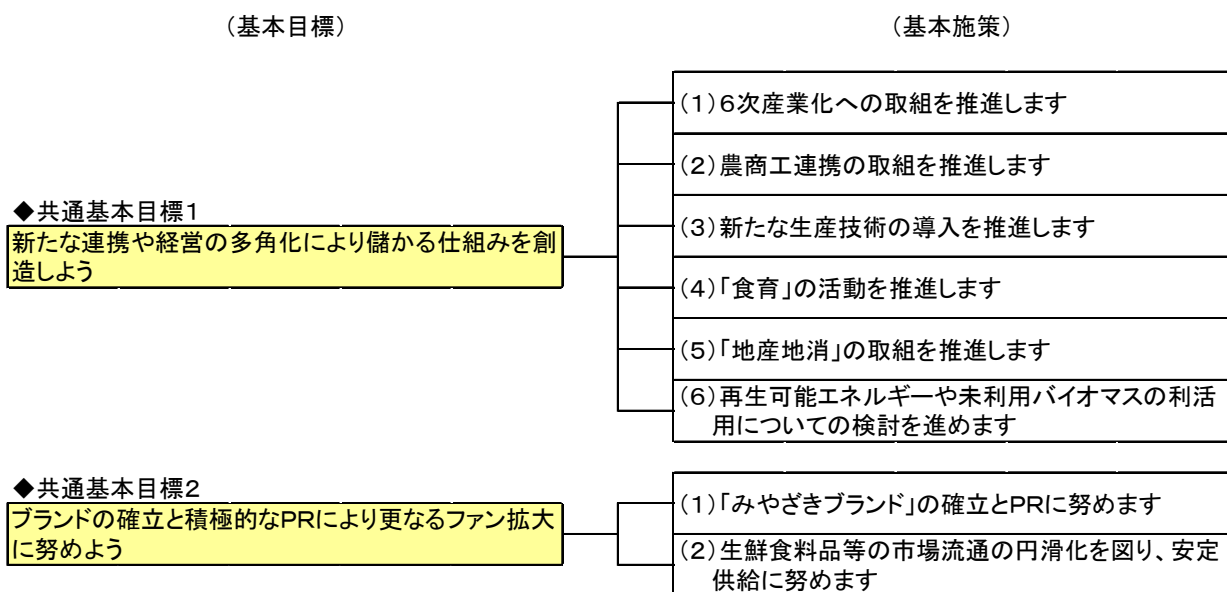 （基本目標）
（基本施策）
（1）6次産業化への取組を推進します
（2）農商工連携の取組を推進します
◆共通基本目標1
新たな連携や経営の多角化により儲かる仕組みを創
造しよう
（3）新たな生産技術の導入を推進します
（4）「食育」の活動を推進します
（5）「地産地消」の取組を推進します
（6）再生可能エネルギーや未利用バイオマスの利活
用についての検討を進めます
◆共通基本目標2
ブランドの確立と積極的なPRにより更なるファン拡大
に努めよう
（1）「みやざきブランド」の確立とPRに努めます
（2）生鮮食料品等の市場流通の円滑化を図り、安定
供給に努めます